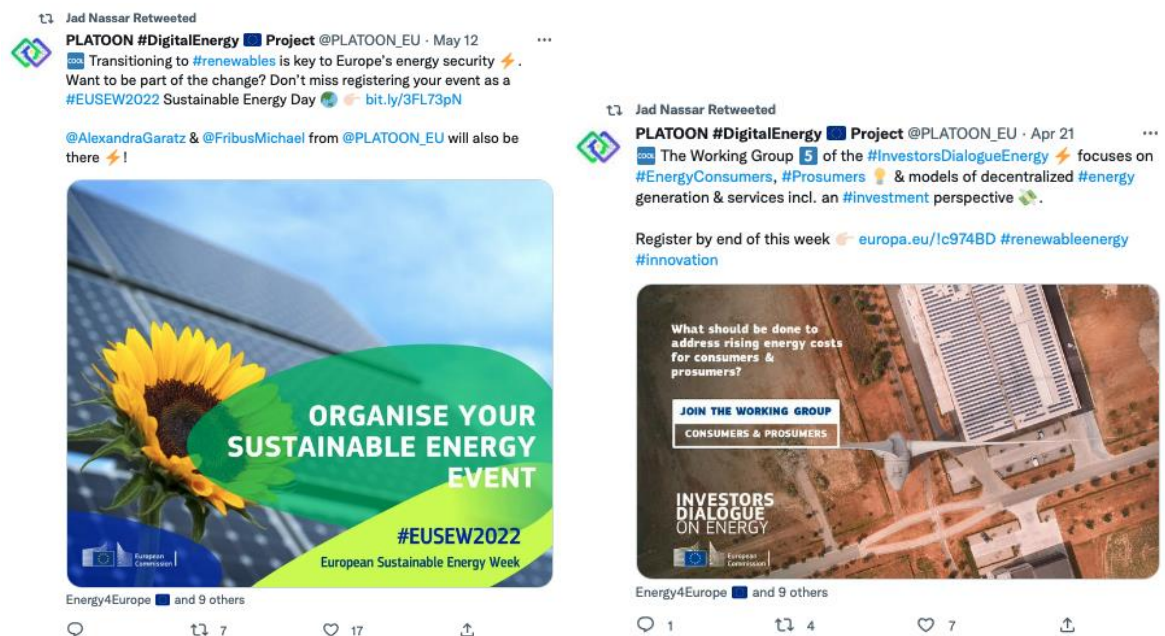 Jad Nassar Retweeted
PLATOON #DigitalEnergy 🇪🇺 Project @PLATOON_EU · May 12
🆒 Transitioning to #renewables is key to Europe's energy security ⚡.
Want to be part of the change? Don't miss registering your event as a
#EUSEW2022 Sustainable Energy Day 🌏 👉🏻 bit.ly/3FL73pN
@AlexandraGaratz & @FribusMichael from @PLATOON_EU will also be
there ⚡!
ORGANISE YOUR
SUSTAINABLE ENERGY
EVENT
#EUSEW2022
European Sustainable Energy Week
European
Commission
Energy4Europe 🇪🇺 and 9 others
7 17
Jad Nassar Retweeted
PLATOON #DigitalEnergy 🇪🇺 Project @PLATOON_EU · Apr 21
🆒 The Working Group 5️⃣ of the #InvestorsDialogueEnergy ⚡ focuses on
#EnergyConsumers, #Prosumers 💡 & models of decentralized #energy
generation & services incl. an #investment perspective 💸.
Register by end of this week 👉🏻 europa.eu/!c974BD #renewableenergy
#innovation
What should be done to
address rising energy costs
for consumers &
prosumers?
JOIN THE WORKING GROUP
CONSUMERS & PROSUMERS
INVESTORS
DIALOGUE
ON ENERGY
European
Commission
Energy4Europe 🇪🇺 and 9 others
1 4 7